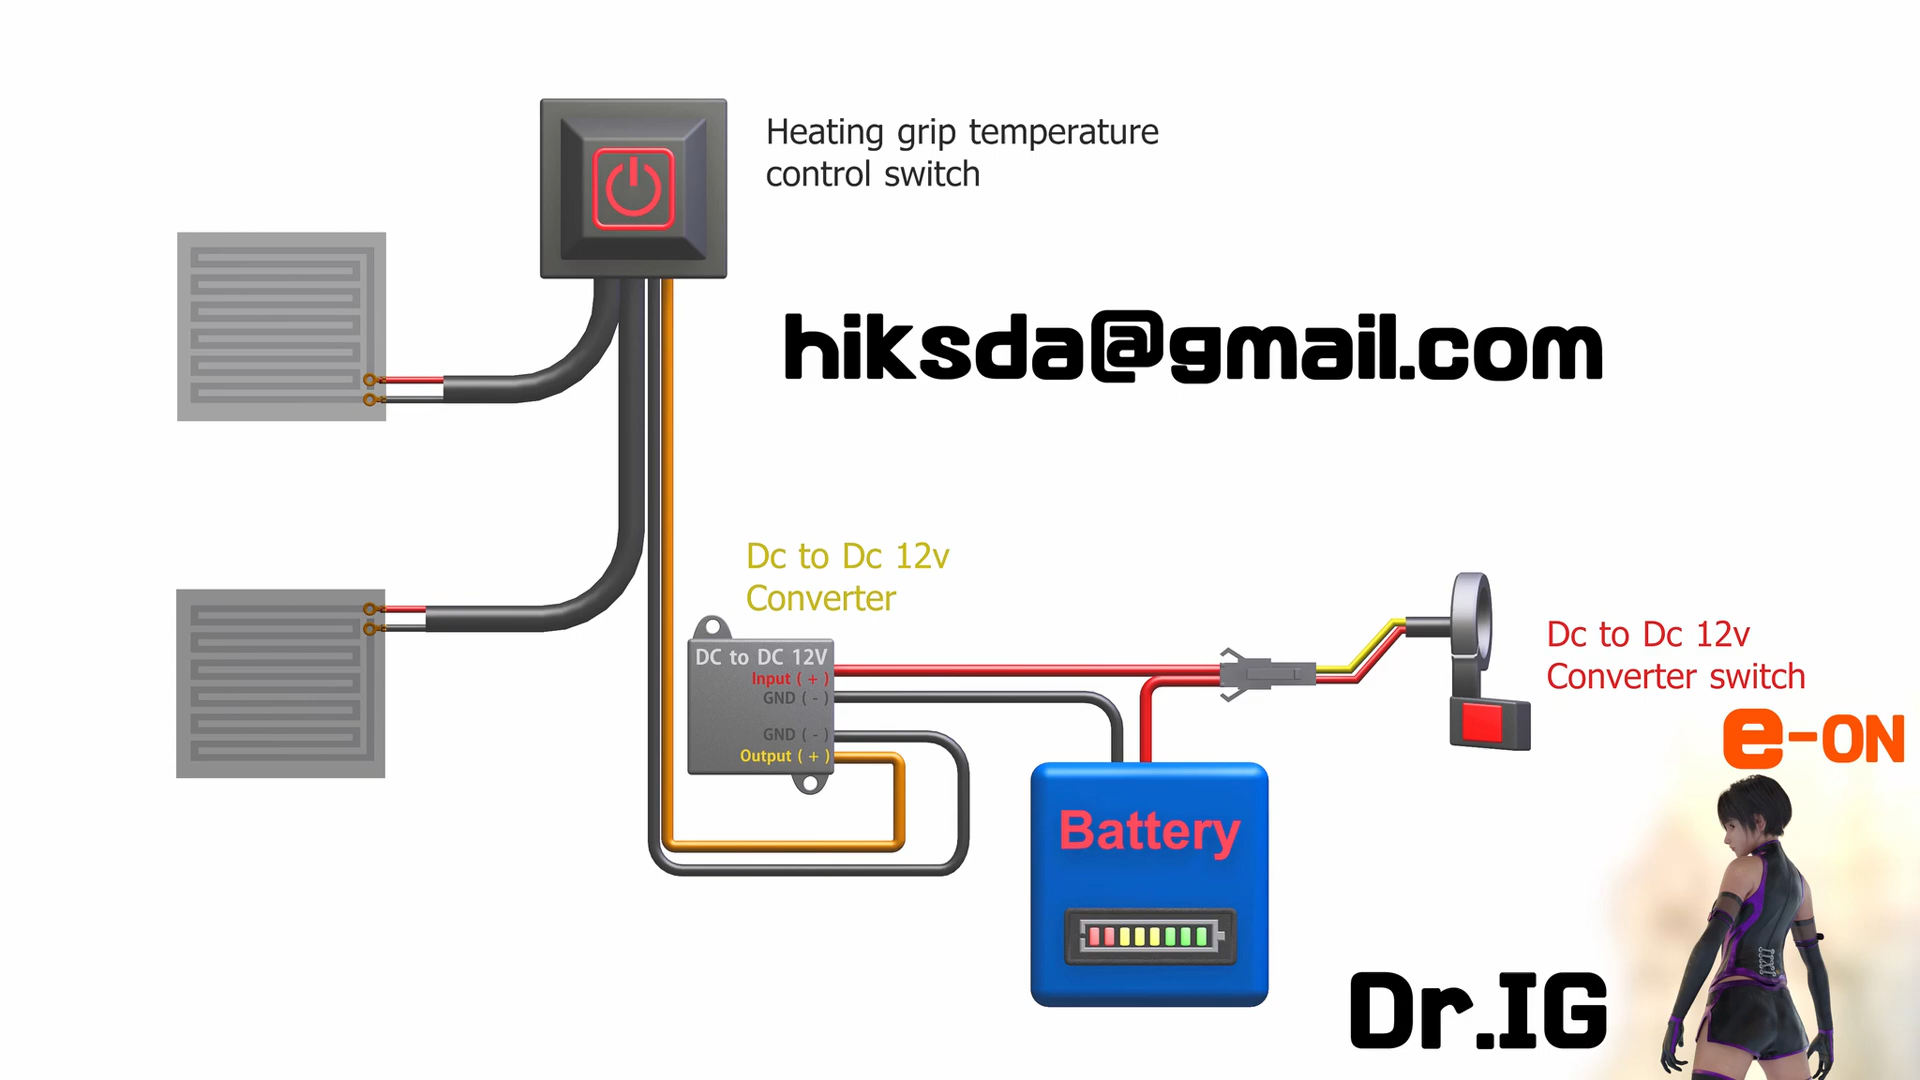 Heating grip temperature
control switch
hiksda@gmail.com
Dc to Dc 12v
Converter
DC to DC 12V
Input ( + )
GND ( - )
GND ( - )
Output ( + )
Dc to Dc 12v
Converter switch
e-ON
Battery
Dr.IG